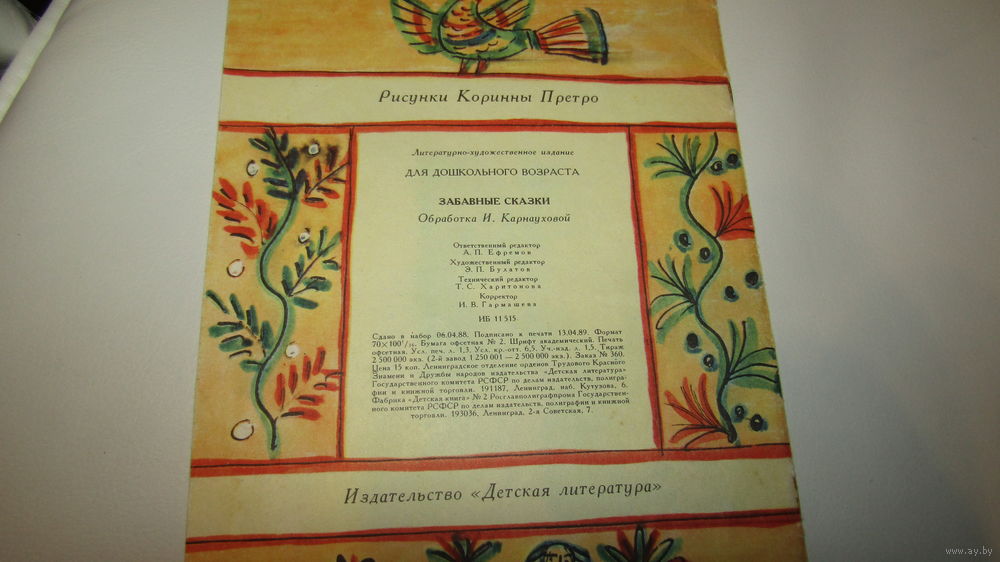 Рисунки Коринны Претро
Литературно-художественное издание
ДЛЯ ДОШКОЛЬНОГО ВОЗРАСТА
ЗАБАВНЫЕ СКАЗКИ
Обработка И. Карнауховой
Ответственный редактор
А. П. Ефремов
Художественный редактор
Э. П. Булатов
Технический редактор
Т. С. Харитонова
Корректор
И. В. Гармашева
ИБ 11515
Сдано в набор 06.04.88. Подписано к печати 13.04.89. Формат
70×100¹/₁₆. Бумага офсетная № 2. Шрифт академический. Печать
офсетная. Усл. печ. л. 1,3. Усл. кр.-отт. 6,5. Уч.-изд. л. 1,5. Тираж
2 500 000 экз. (2-й завод 1 250 001 — 2 500 000 экз.). Заказ № 360.
Цена 15 коп. Ленинградское отделение орденов Трудового Красного
Знамени и Дружбы народов издательства «Детская литература»
Государственного комитета РСФСР по делам издательств, полигра-
фии и книжной торговли. 191187, Ленинград, наб. Кутузова, 6.
Фабрика «Детская книга» № 2 Росглавполиграфпрома Государствен-
ного комитета РСФСР по делам издательств, полиграфии и книжной
торговли. 193036, Ленинград, 2-я Советская, 7.
Издательство «Детская литература»
www.ay.by